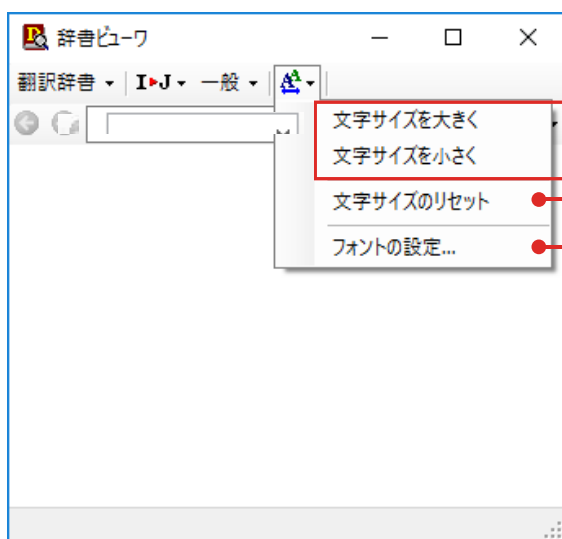 辞書ビューワ
翻訳辞書 I▶J 一般
文字サイズを大きく
文字サイズを小さく
文字サイズのリセット
フォントの設定...